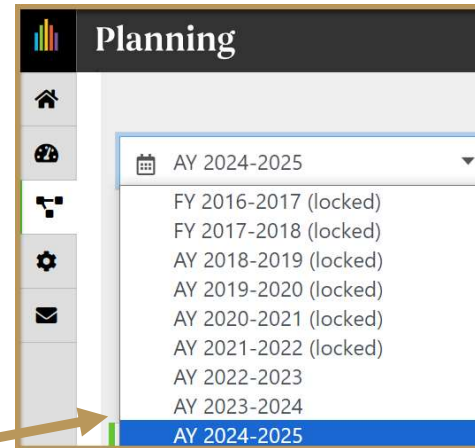 Planning
AY 2024-2025
FY 2016-2017 (locked)
FY 2017-2018 (locked)
AY 2018-2019 (locked)
AY 2019-2020 (locked)
AY 2020-2021 (locked)
AY 2021-2022 (locked)
AY 2022-2023
AY 2023-2024
AY 2024-2025